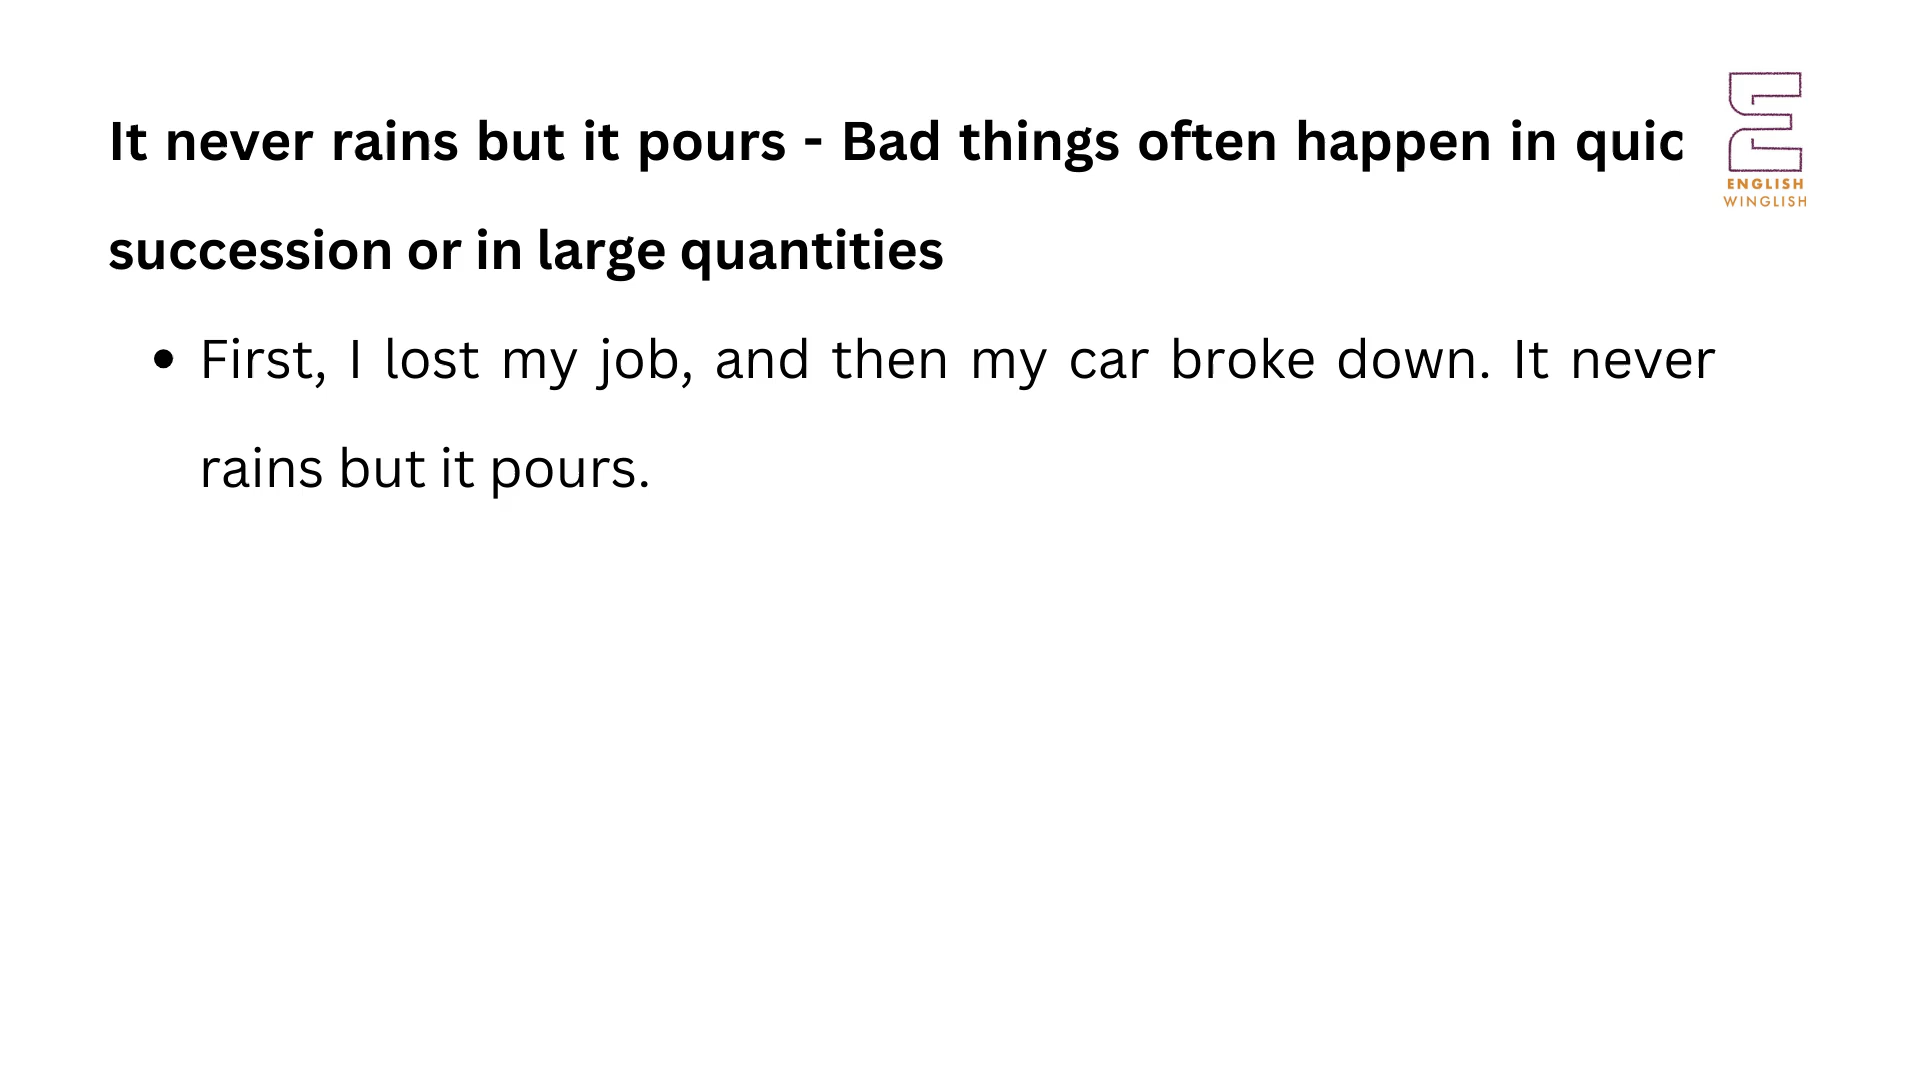 It never rains but it pours - Bad things often happen in quic
succession or in large quantities
• First, I lost my job, and then my car broke down. It never
rains but it pours.
ENGLISH
WINGLISH